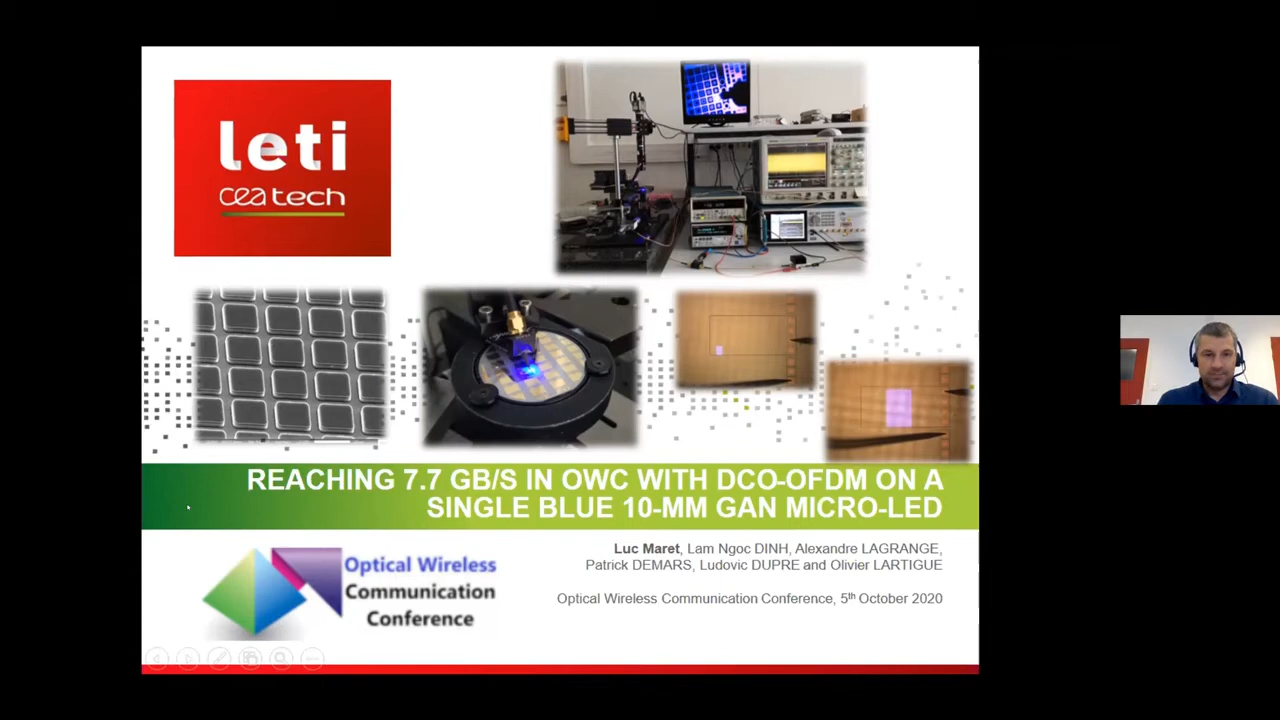 leti
cea tech
REACHING 7.7 GB/S IN OWC WITH DCO-OFDM ON A
SINGLE BLUE 10-MM GAN MICRO-LED
Luc Maret, Lam Ngoc DINH, Alexandre LAGRANGE,
Patrick DEMARS, Ludovic DUPRE and Olivier LARTIGUE
Optical Wireless Communication Conference, 5th October 2020
Optical Wireless
Communication
Conference